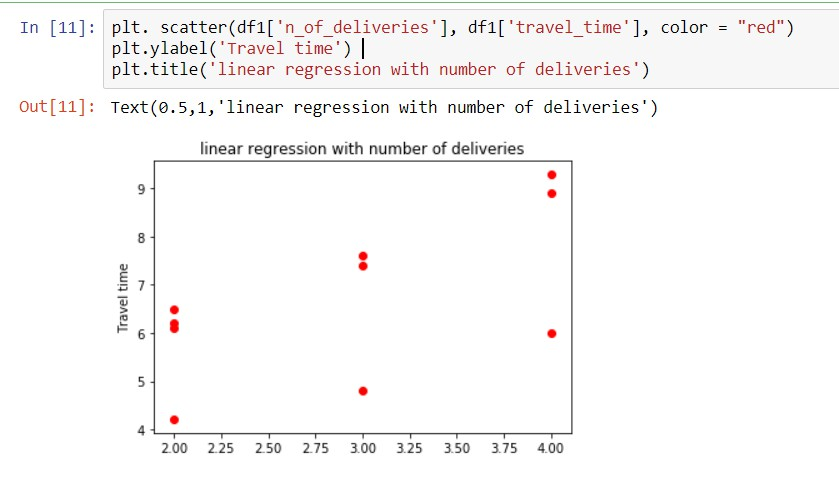 In [11]: plt. scatter(df1['n_of_deliveries'], df1['travel_time'], color = "red")
plt.ylabel('Travel time')
plt.title('linear regression with number of deliveries')
Out[11]: Text(0.5,1,'linear regression with number of deliveries')
linear regression with number of deliveries
9
8
7
6
5
4
Travel time
2.00 2.25 2.50 2.75 3.00 3.25 3.50 3.75 4.00